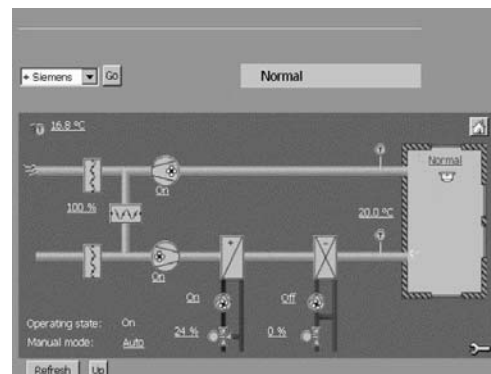 + Siemens Go
Normal
16.8 °C
Normal
On
100 %
20.0 °C
On
On
Off
Operating state: On
24 %
0 %
Manual mode: Auto
Refresh Up